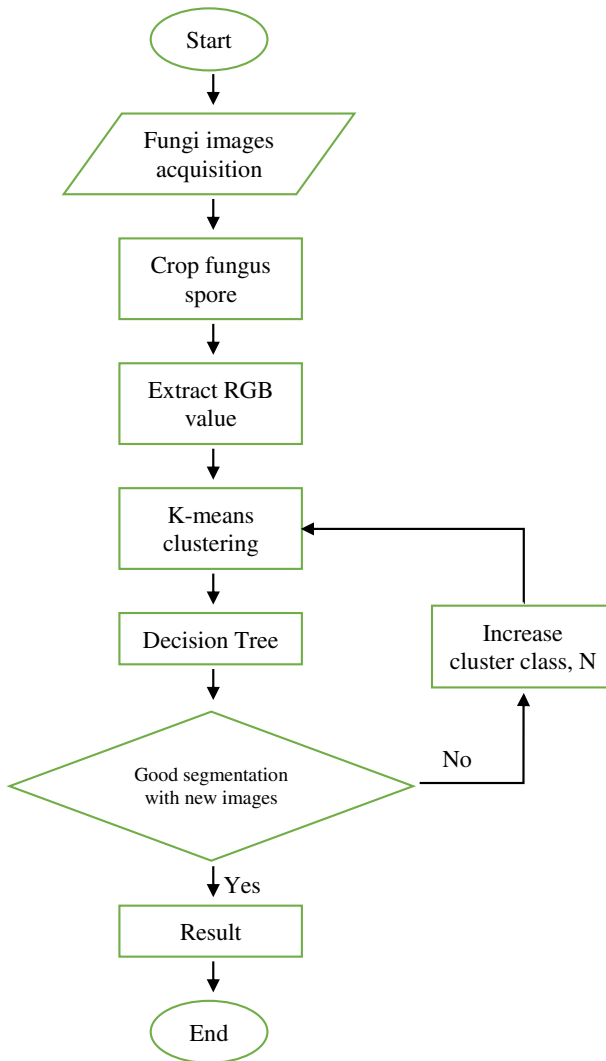 Start
Fungi images
acquisition
Crop fungus
spore
Extract RGB
value
K-means
clustering
Decision Tree
Increase
cluster class, N
Good segmentation
with new images
No
Yes
Result
End